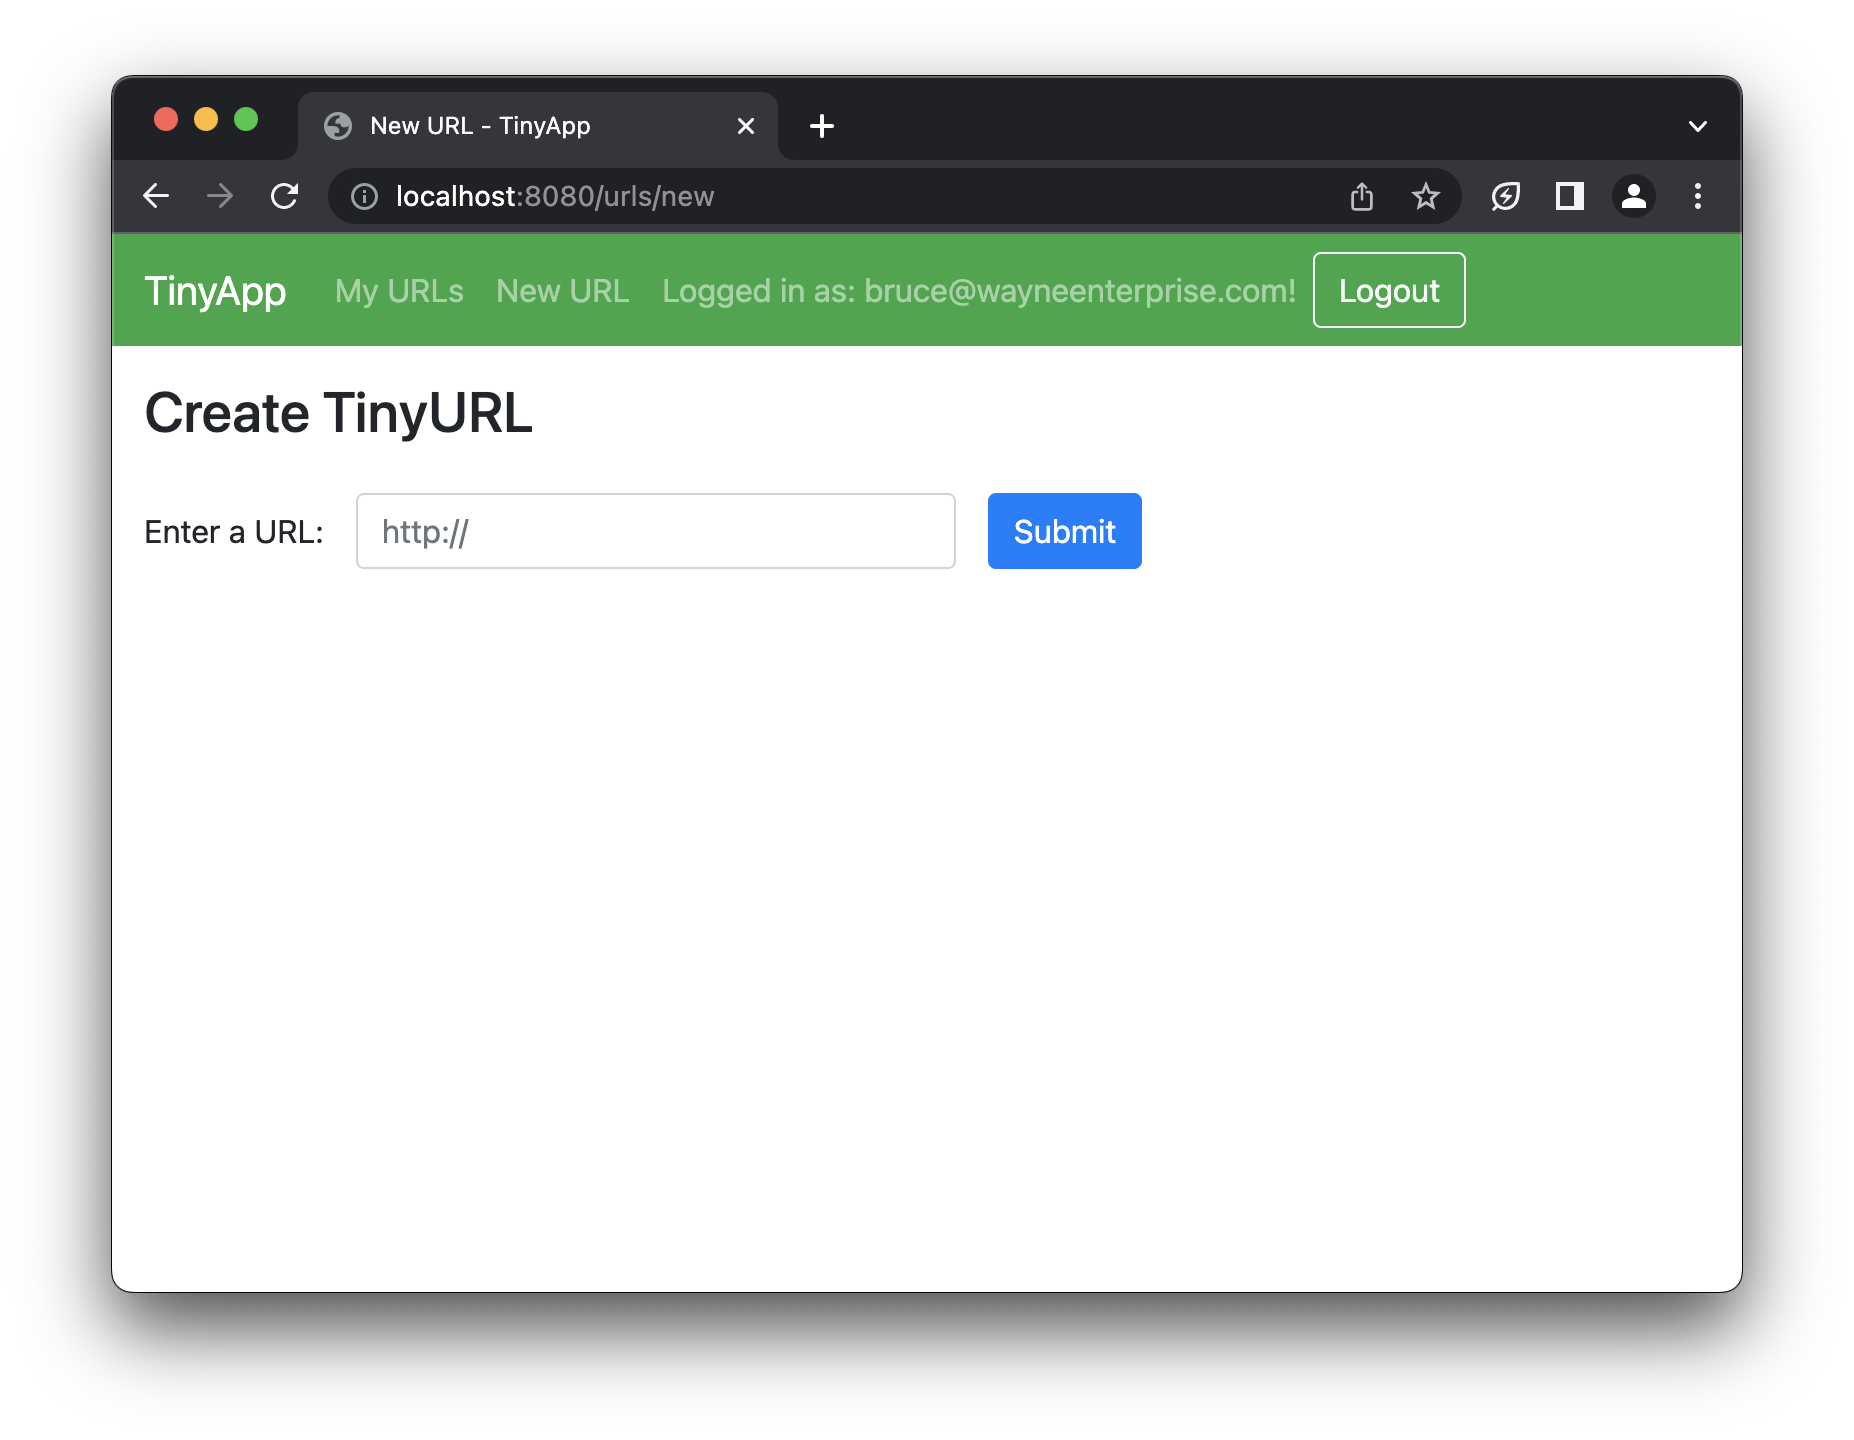 New URL - TinyApp
localhost:8080/urls/new
TinyApp My URLs New URL Logged in as: bruce@wayneenterprise.com! Logout
Create TinyURL
Enter a URL: http:// Submit